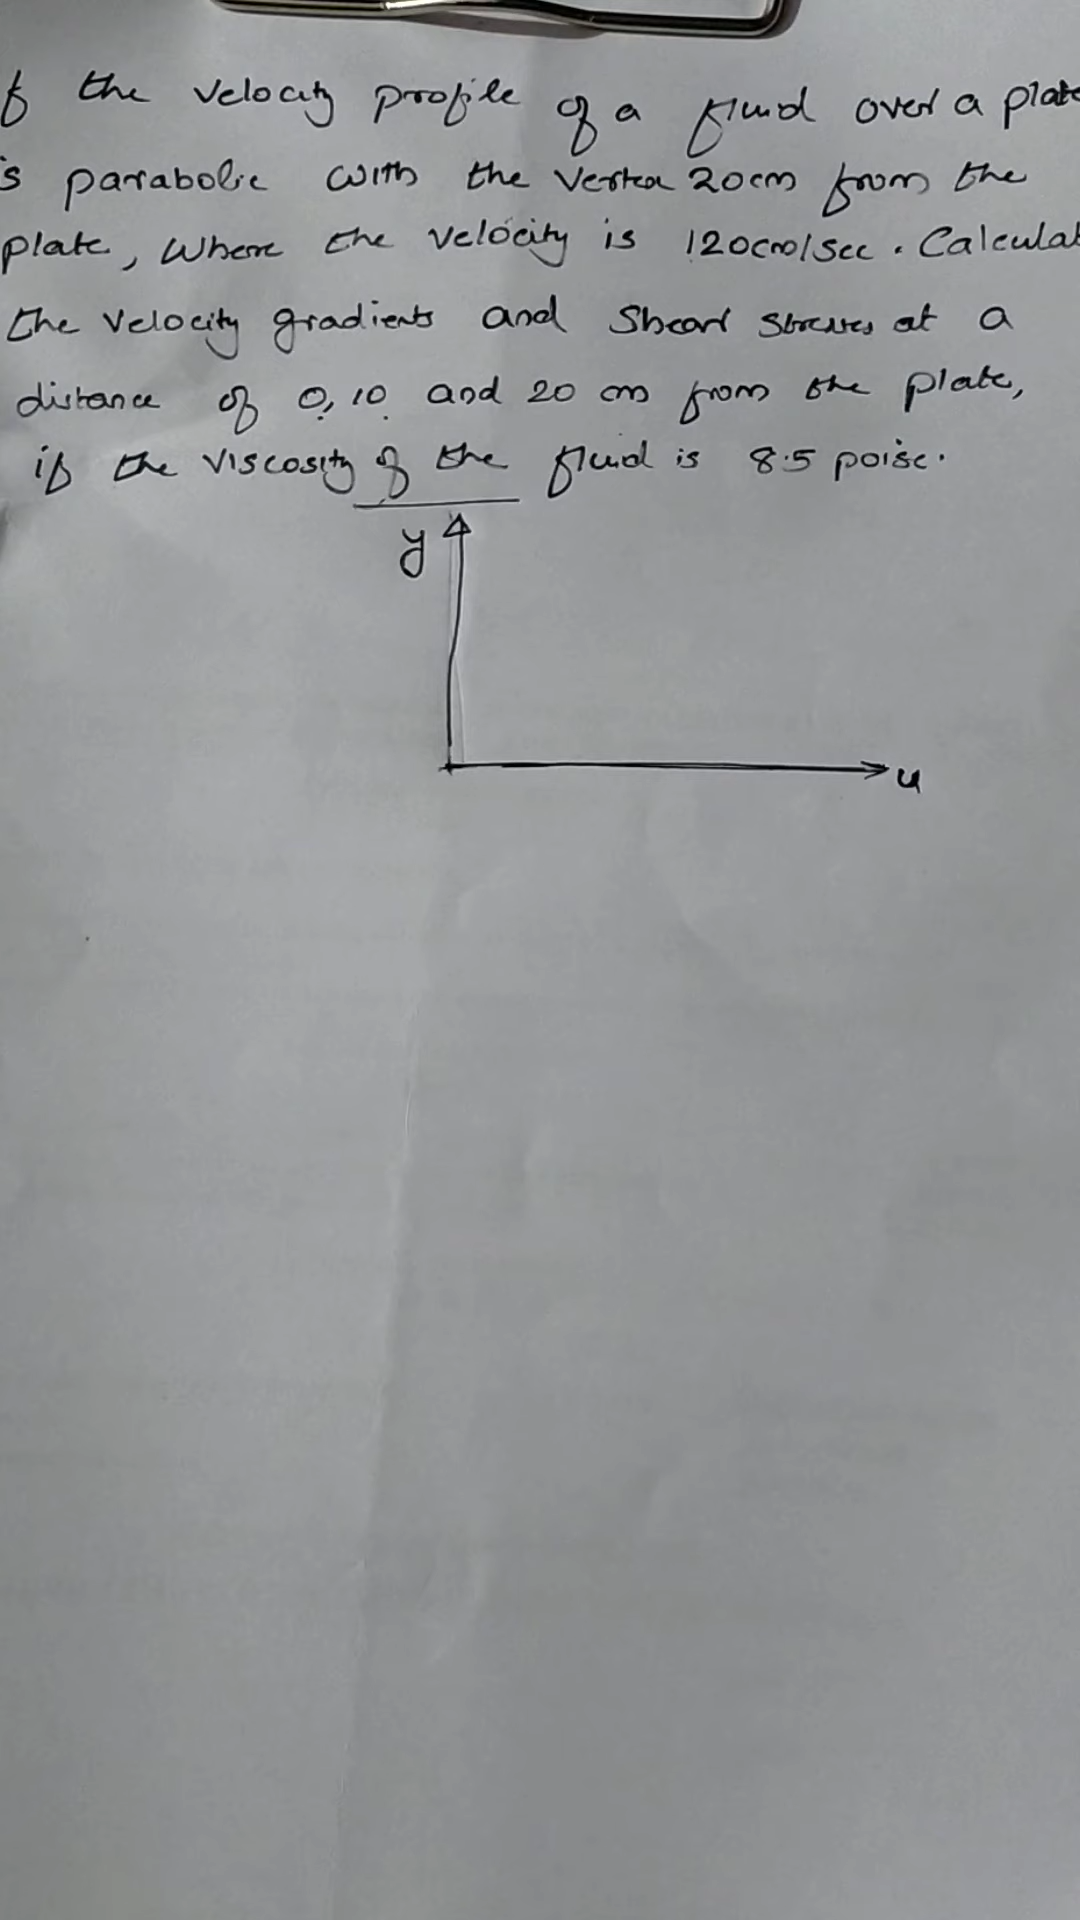 f the velocity profile of a fluid over a plate
is parabolic with the vertex 20cm from the
plate, where the velocity is 120cm/sec. Calculat
the velocity gradients and Shear stresses at a
distance of 0, 10 and 20 cm from the plate,
if the viscosity of the fluid is 8.5 poise.
y
u